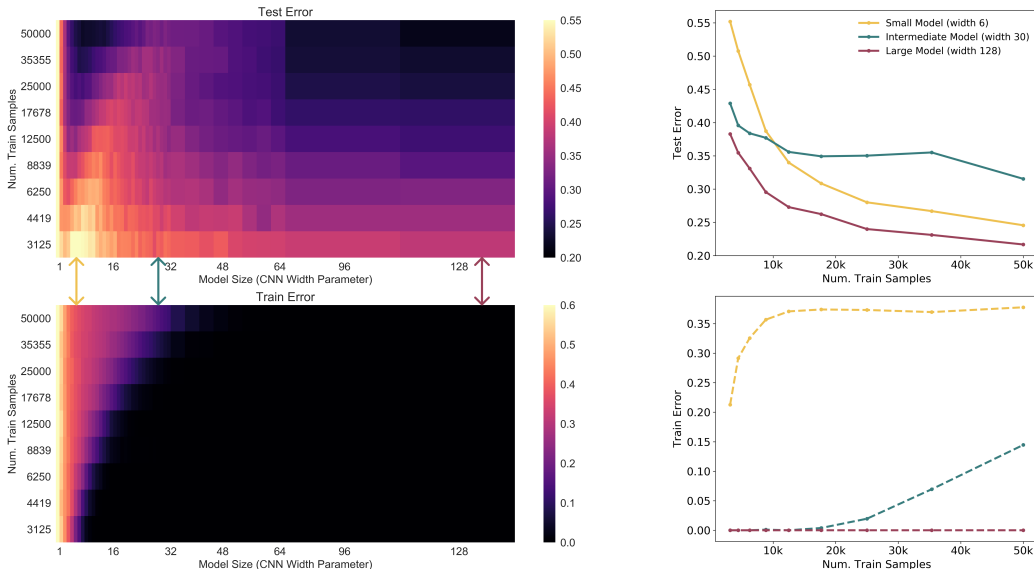 Test Error
50000
35355
25000
17678
12500
8839
6250
4419
3125
Num. Train Samples
1 16 32 48 64 96 128
Model Size (CNN Width Parameter)
0.55
0.50
0.45
0.40
0.35
0.30
0.25
0.20
Train Error
50000
35355
25000
17678
12500
8839
6250
4419
3125
Num. Train Samples
1 16 32 48 64 96 128
Model Size (CNN Width Parameter)
0.6
0.5
0.4
0.3
0.2
0.1
0.0
Small Model (width 6)
Intermediate Model (width 30)
Large Model (width 128)
0.55
0.50
0.45
0.40
0.35
0.30
0.25
0.20
Test Error
10k 20k 30k 40k 50k
Num. Train Samples
0.35
0.30
0.25
0.20
0.15
0.10
0.05
0.00
Train Error
10k 20k 30k 40k 50k
Num. Train Samples